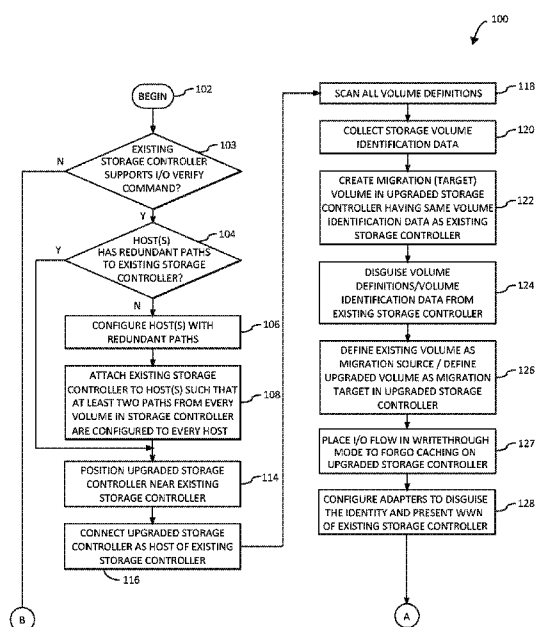 100
BEGIN
102
EXISTING
STORAGE CONTROLLER
SUPPORTS I/O VERIFY
COMMAND?
103
N
Y
HOST(S)
HAS REDUNDANT PATHS
TO EXISTING STORAGE
CONTROLLER?
104
Y
N
CONFIGURE HOST(S) WITH
REDUNDANT PATHS
106
ATTACH EXISTING STORAGE
CONTROLLER TO HOST(S) SUCH THAT
AT LEAST TWO PATHS FROM EVERY
VOLUME IN STORAGE CONTROLLER
ARE CONFIGURED TO EVERY HOST
108
POSITION UPGRADED STORAGE
CONTROLLER NEAR EXISTING
STORAGE CONTROLLER
114
CONNECT UPGRADED STORAGE
CONTROLLER AS HOST OF EXISTING
STORAGE CONTROLLER
116
B
SCAN ALL VOLUME DEFINITIONS
118
COLLECT STORAGE VOLUME
IDENTIFICATION DATA
120
CREATE MIGRATION (TARGET)
VOLUME IN UPGRADED STORAGE
CONTROLLER HAVING SAME VOLUME
IDENTIFICATION DATA AS EXISTING
STORAGE CONTROLLER
122
DISGUISE VOLUME
DEFINITIONS/VOLUME
IDENTIFICATION DATA FROM
EXISTING STORAGE CONTROLLER
124
DEFINE EXISTING VOLUME AS
MIGRATION SOURCE / DEFINE
UPGRADED VOLUME AS MIGRATION
TARGET IN UPGRADED STORAGE
CONTROLLER
126
PLACE I/O FLOW IN WRITETHROUGH
MODE TO FORGO CACHING ON
UPGRADED STORAGE CONTROLLER
127
CONFIGURE ADAPTERS TO DISGUISE
THE IDENTITY AND PRESENT WWN
OF EXISTING STORAGE CONTROLLER
128
A